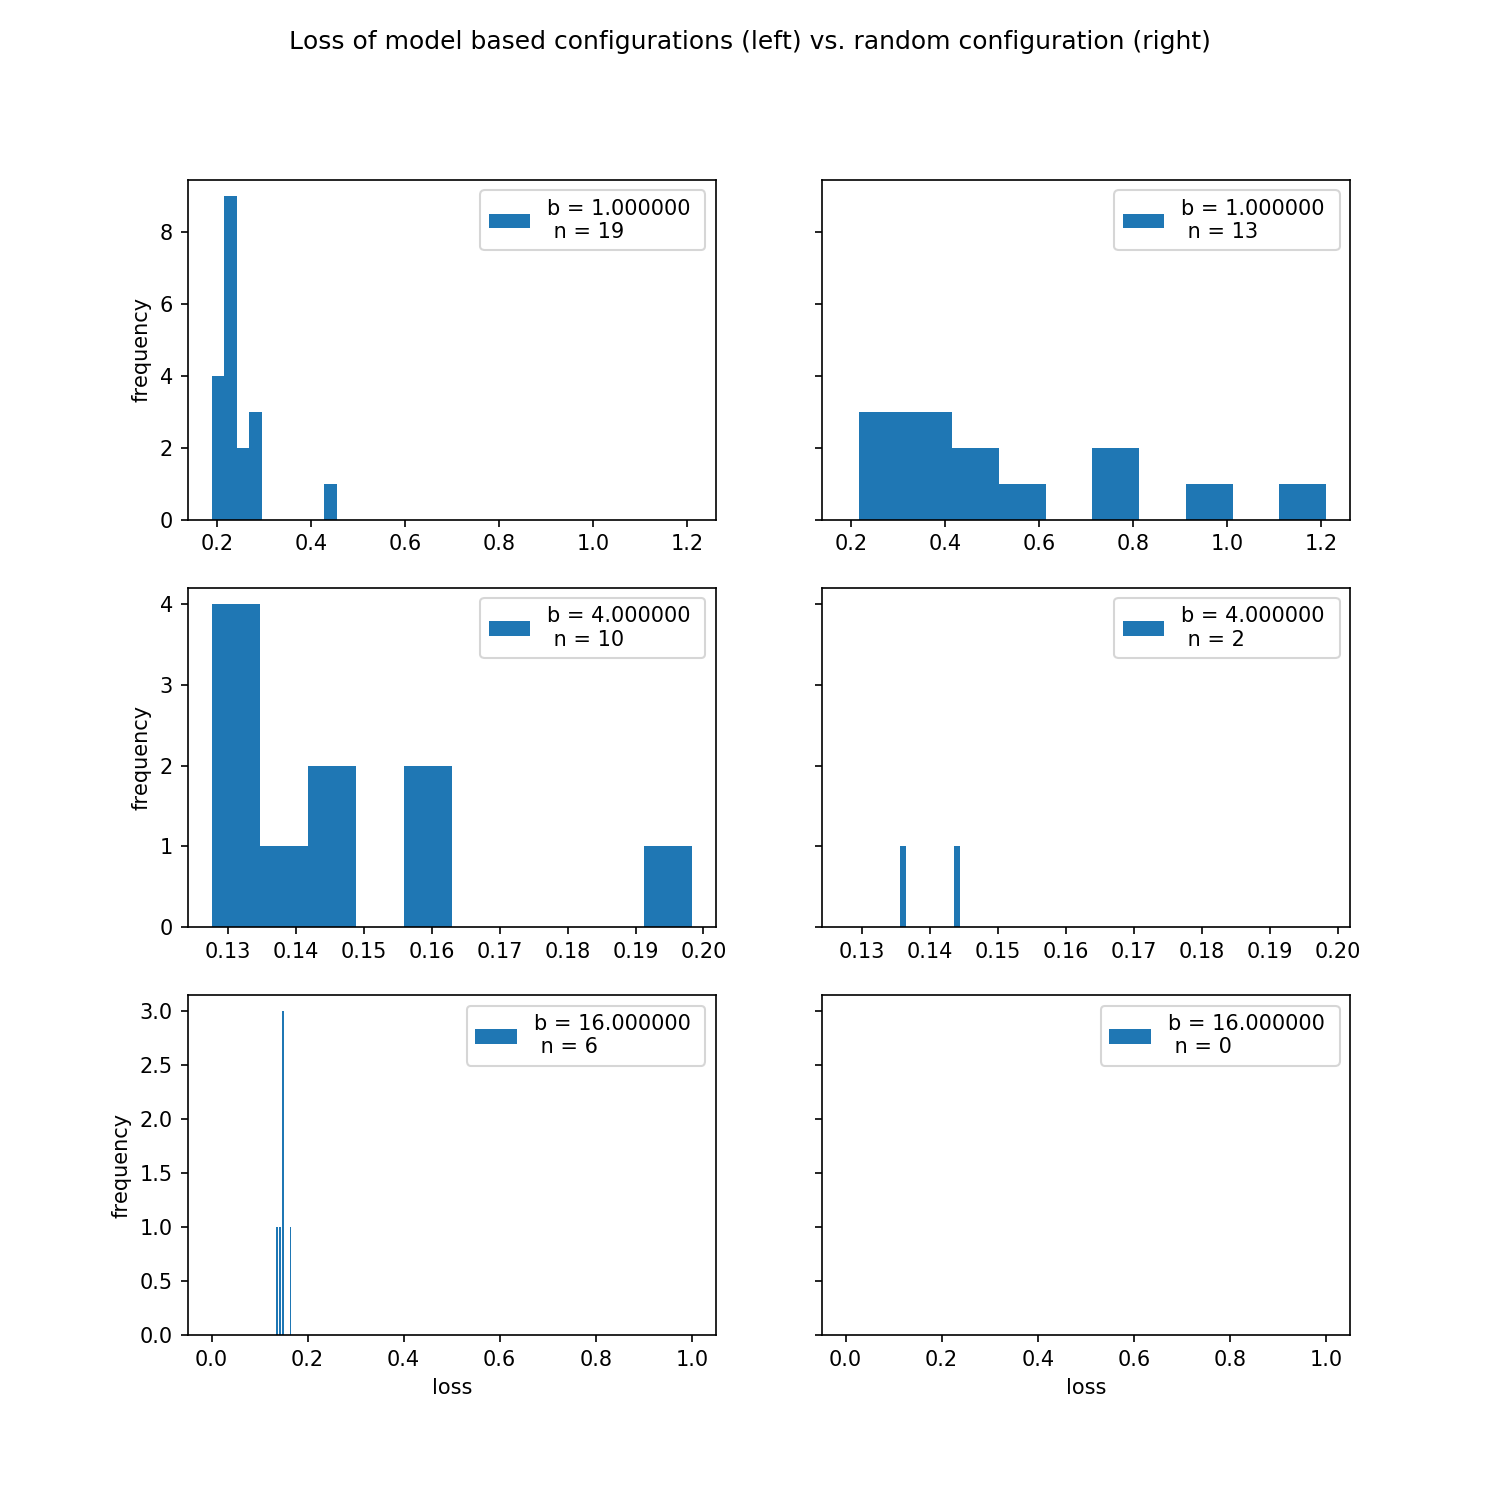 Loss of model based configurations (left) vs. random configuration (right)
b = 1.000000
n = 19
8
6
4
2
0
frequency
0.2 0.4 0.6 0.8 1.0 1.2
b = 1.000000
n = 13
0.2 0.4 0.6 0.8 1.0 1.2
b = 4.000000
n = 10
4
3
2
1
0
frequency
0.13 0.14 0.15 0.16 0.17 0.18 0.19 0.20
b = 4.000000
n = 2
0.13 0.14 0.15 0.16 0.17 0.18 0.19 0.20
b = 16.000000
n = 6
3.0
2.5
2.0
1.5
1.0
0.5
0.0
frequency
0.0 0.2 0.4 0.6 0.8 1.0
loss
b = 16.000000
n = 0
0.0 0.2 0.4 0.6 0.8 1.0
loss